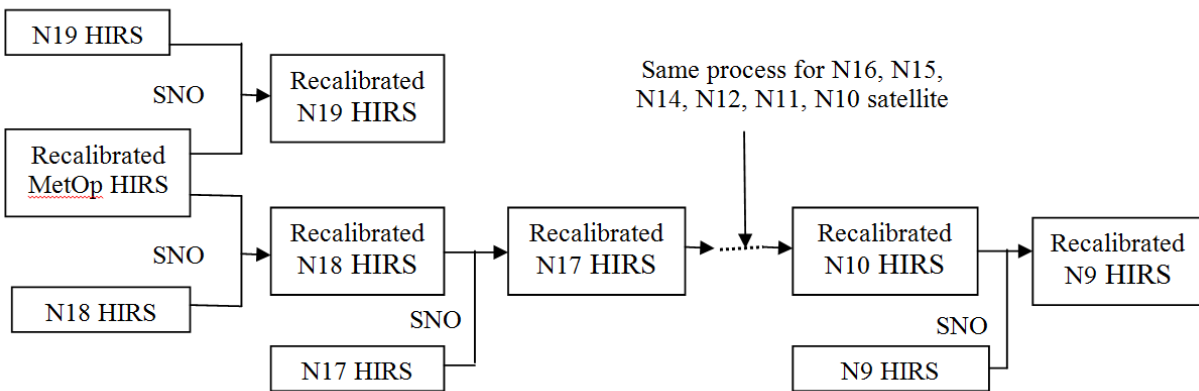 N19 HIRS
SNO
Recalibrated
N19 HIRS
Same process for N16, N15,
N14, N12, N11, N10 satellite
Recalibrated
MetOp HIRS
SNO
N18 HIRS
Recalibrated
N18 HIRS
SNO
N17 HIRS
Recalibrated
N17 HIRS
Recalibrated
N10 HIRS
SNO
N9 HIRS
Recalibrated
N9 HIRS